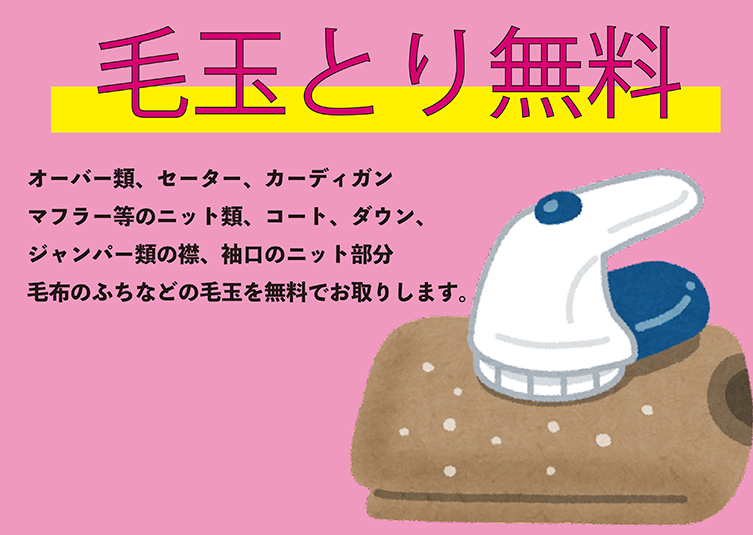 毛玉とり無料
オーバー類、セーター、カーディガン
マフラー等のニット類、コート、ダウン、
ジャンパー類の襟、袖口のニット部分
毛布のふちなどの毛玉を無料でお取りします。